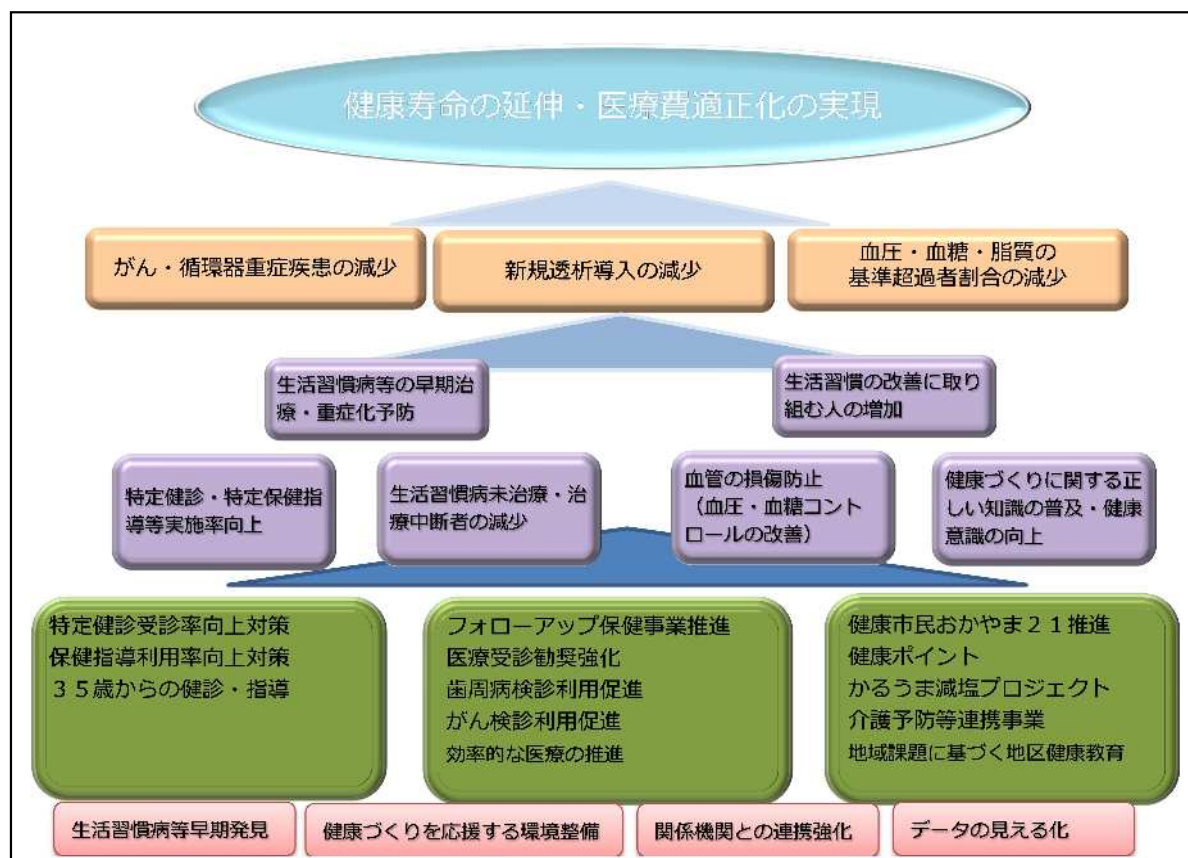 健康寿命の延伸・医療費適正化の実現
がん・循環器重症疾患の減少
新規透析導入の減少
血圧・血糖・脂質の
基準超過者割合の減少
生活習慣病等の早期治
療・重症化予防
生活習慣の改善に取り
組む人の増加
特定健診・特定保健指
導等実施率向上
生活習慣病未治療・治
療中断者の減少
血管の損傷防止
（血圧・血糖コント
ロールの改善）
健康づくりに関する正
しい知識の普及・健康
意識の向上
特定健診受診率向上対策
保健指導利用率向上対策
３５歳からの健診・指導
フォローアップ保健事業推進
医療受診勧奨強化
歯周病検診利用促進
がん検診利用促進
効率的な医療の推進
健康市民おかやま２１推進
健康ポイント
かるうま減塩プロジェクト
介護予防等連携事業
地域課題に基づく地区健康教育
生活習慣病等早期発見
健康づくりを応援する環境整備
関係機関との連携強化
データの見える化